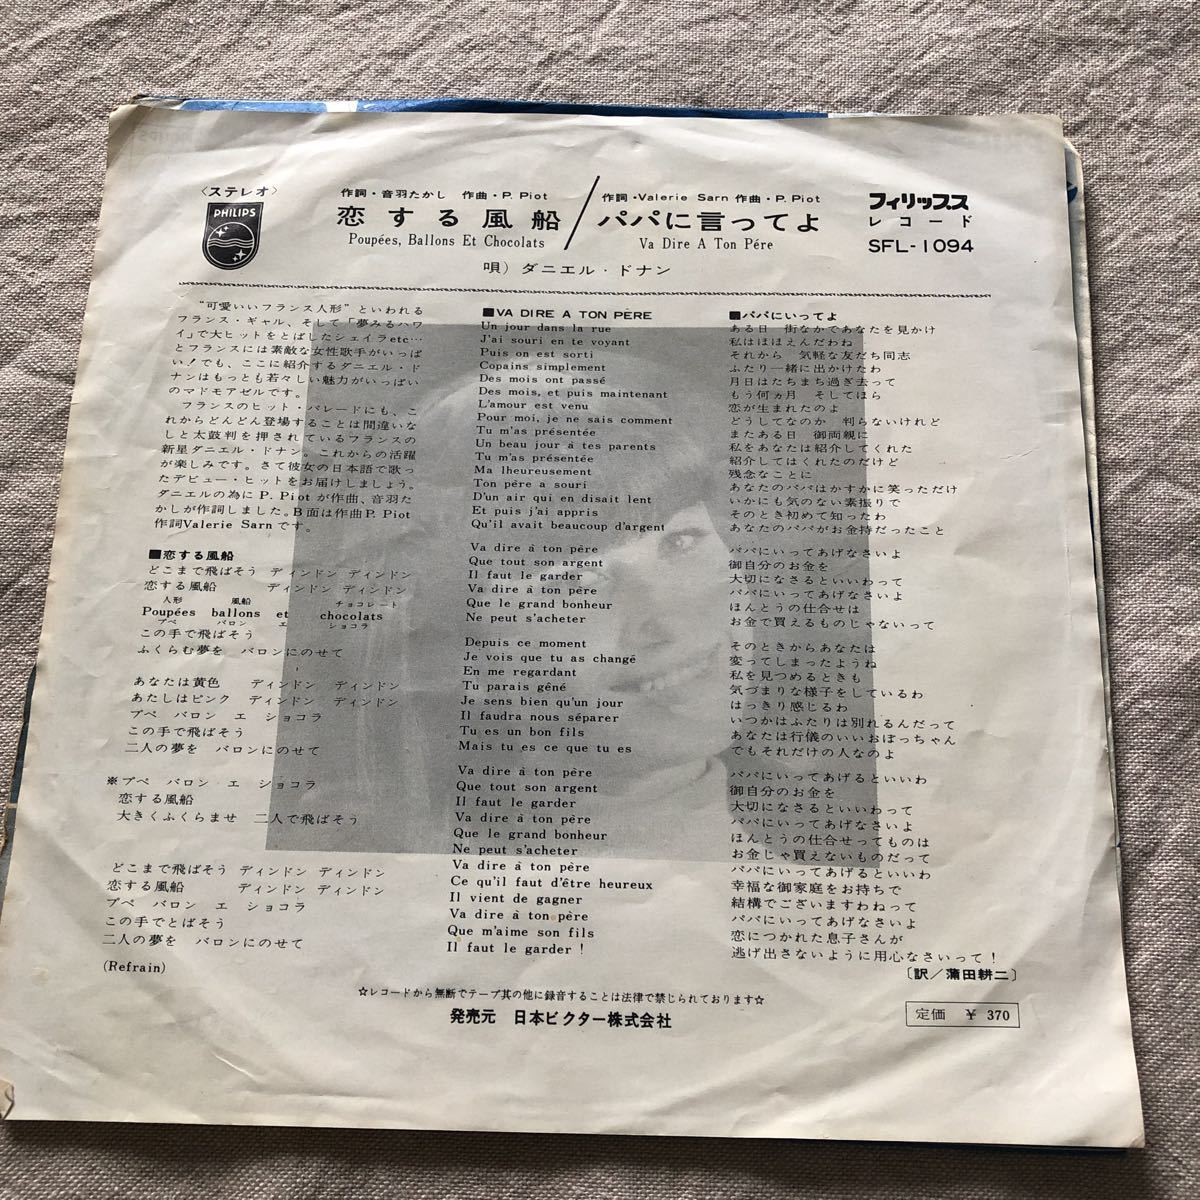 〈ステレオ〉
PHILIPS
作詞・音羽たかし 作曲・P. Piot
恋する風船
Poupées, Ballons Et Chocolats
作詞・Valerie Sarn 作曲・P. Piot
パパに言ってよ
Va Dire A Ton Pére
唄）ダニエル・ドナン
フィリップス
レコード
SFL-1094
“可愛いいフランス人形”といわれる
フランス・ギャル、そして「夢みるハワ
イ」で大ヒットをとばしたシェイラetc…
とフランスには素敵な女性歌手がいっぱ
い！でも、ここに紹介するダニエル・ド
ナンはもっとも若々しい魅力がいっぱい
のマドモアゼルです。
フランスのヒット・パレードにも、こ
れからどんどん登場することは間違いな
しと太鼓判を押されているフランスの
新星ダニエル・ドナン。これからの活躍
が楽しみです。さて彼女の日本語で歌っ
たデビュー・ヒットをお届けしましょう。
ダニエルの為にP. Piotが作曲、音羽た
かしが作詞しました。B面は作曲P. Piot
作詞Valerie Sarnです。
■恋する風船
どこまで飛ばそう ディンドン ディンドン
恋する風船 ディンドン ディンドン
人形 風船 チョコレート
Poupées ballons et chocolats
プペ バロン エ ショコラ
この手で飛ばそう
ふくらむ夢を バロンにのせて
あなたは黄色 ディンドン ディンドン
あたしはピンク ディンドン ディンドン
プペ バロン エ ショコラ
この手で飛ばそう
二人の夢を バロンにのせて
※プペ バロン エ ショコラ
恋する風船
大きくふくらませ 二人で飛ばそう
どこまで飛ばそう ディンドン ディンドン
恋する風船 ディンドン ディンドン
プペ バロン エ ショコラ
この手でとばそう
二人の夢を バロンにのせて
(Refrain)
■VA DIRE A TON PÈRE
Un jour dans la rue
J'ai souri en te voyant
Puis on est sorti
Copains simplement
Des mois ont passé
Des mois, et puis maintenant
L'amour est venu
Pour moi, je ne sais comment
Tu m'as présentée
Un beau jour à tes parents
Tu m'as présentée
Ma lheureusement
Ton père a souri
D'un air qui en disait lent
Et puis j'ai appris
Qu'il avait beaucoup d'argent
Va dire à ton père
Que tout son argent
Il faut le garder
Va dire à ton père
Que le grand bonheur
Ne peut s'acheter
Depuis ce moment
Je vois que tu as changé
En me regardant
Tu parais gêné
Je sens bien qu'un jour
Il faudra nous séparer
Tu es un bon fils
Mais tu es ce que tu es
Va dire à ton père
Que tout son argent
Il faut le garder
Va dire à ton père
Que le grand bonheur
Ne peut s'acheter
Va dire à ton père
Ce qu'il faut d'être heureux
Il vient de gagner
Va dire à ton père
Que m'aime son fils
Il faut le garder !
■パパにいってよ
ある日 街なかであなたを見かけ
私はほほえんだわね
それから 気軽な友だち同志
ふたり一緒に出かけたわ
月日はたちまち過ぎ去って
もう何ヵ月 そしてほら
恋が生まれたのよ
どうしてなのか 判らないけれど
またある日 御両親に
私をあなたは紹介してくれた
紹介してはくれたのだけど
残念なことに
あなたのパパはかすかに笑っただけ
いかにも気のない素振りで
そのとき初めて知ったわ
あなたのパパがお金持だったこと
パパにいってあげなさいよ
御自分のお金を
大切になさるといいわって
パパにいってあげなさいよ
ほんとうの仕合せは
お金で買えるものじゃないって
そのときからあなたは
変ってしまったようね
私を見つめるときも
気づまりな様子をしているわ
はっきり感じるわ
いつかはふたりは別れるんだって
あなたは行儀のいいおぼっちゃん
でもそれだけの人なのよ
パパにいってあげるといいわ
御自分のお金を
大切になさるといいわって
パパにいってあげなさいよ
ほんとうの仕合せってものは
お金じゃ買えないものだって
パパにいってあげるといいわ
幸福な御家庭をお持ちで
結構でございますわねって
パパにいってあげなさいよ
恋につかれた息子さんが
逃げ出さないように用心なさいって！
〔訳／蒲田耕二〕
☆レコードから無断でテープ其の他に録音することは法律で禁じられております☆
発売元 日本ビクター株式会社
定価 ￥ 370